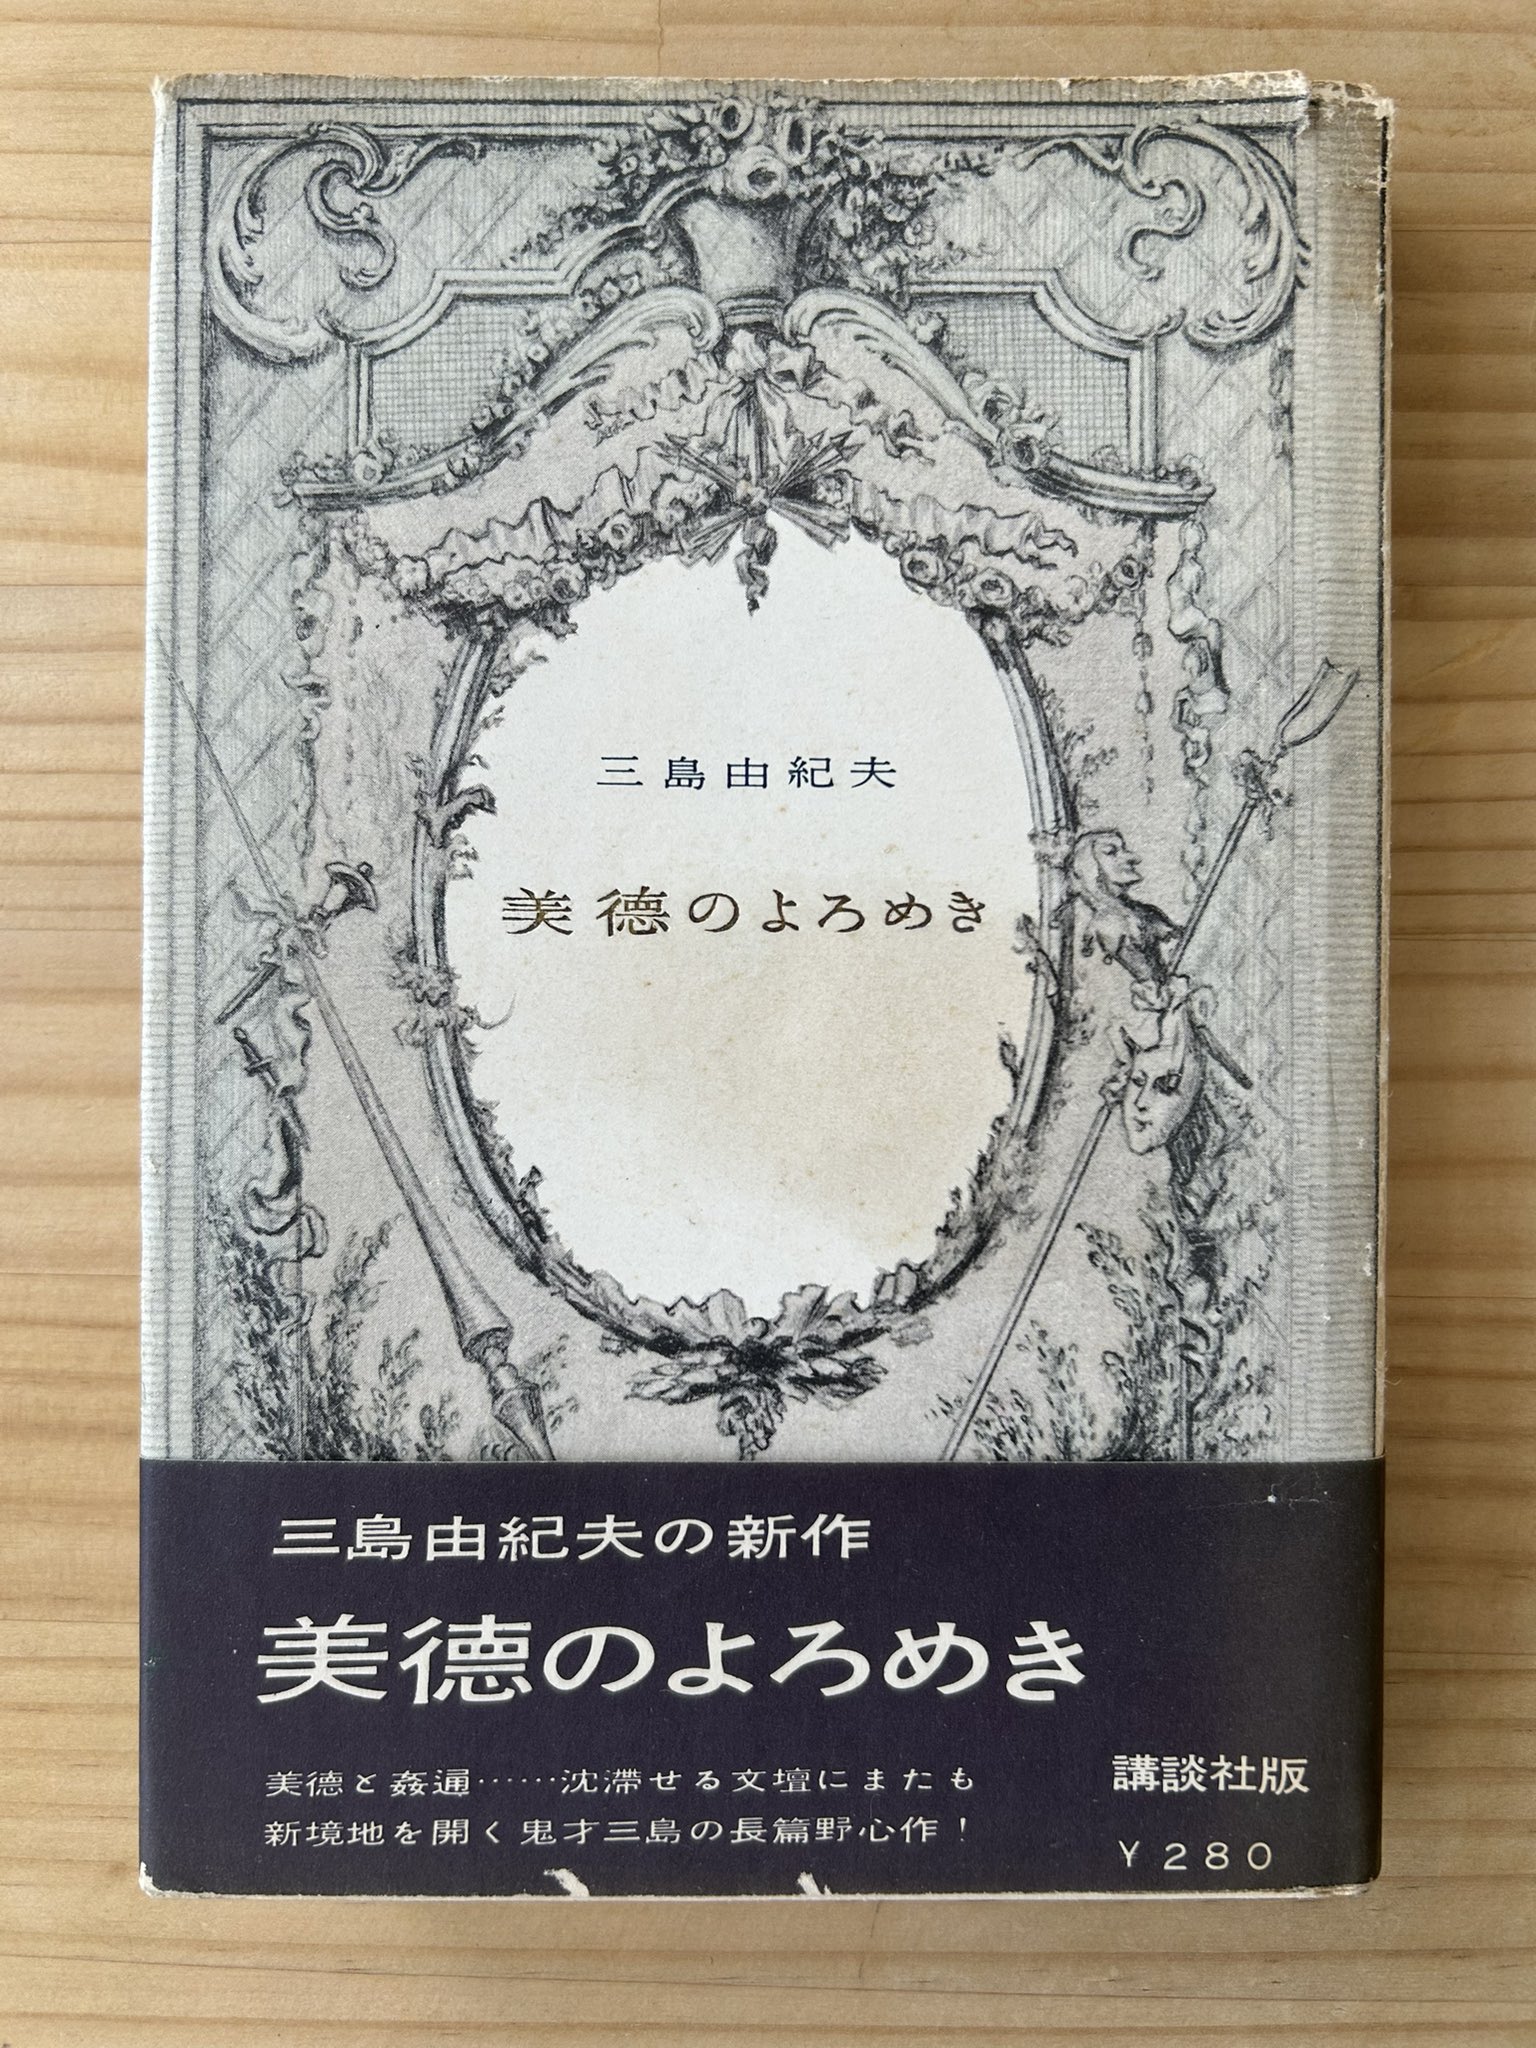 三島由紀夫
美徳のよろめき
三島由紀夫の新作
美徳のよろめき
美徳と姦通……沈滞せる文壇にまたも
新境地を開く鬼才三島の長篇野心作！
講談社版
￥280